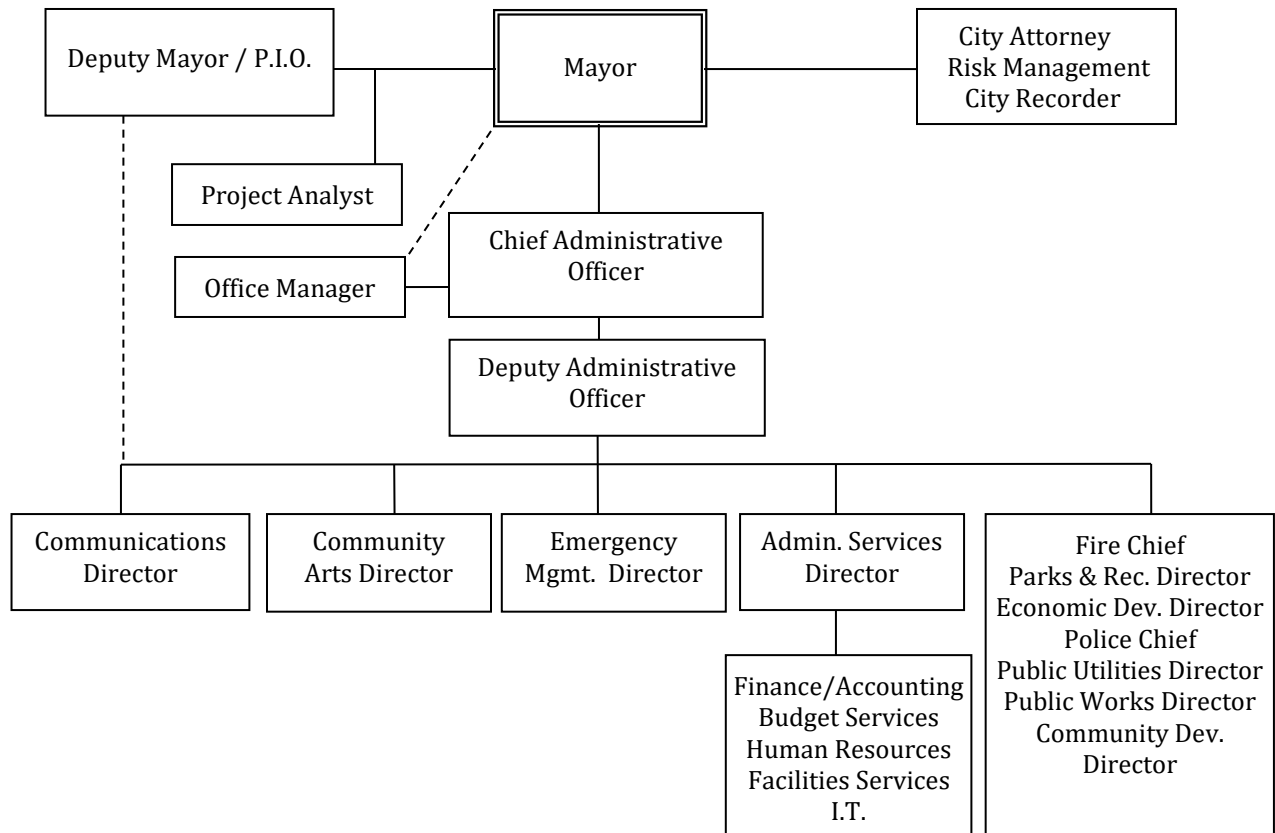 Deputy Mayor / P.I.O.
Mayor
City Attorney
Risk Management
City Recorder
Project Analyst
Chief Administrative
Officer
Office Manager
Deputy Administrative
Officer
Communications
Director
Community
Arts Director
Emergency
Mgmt. Director
Admin. Services
Director
Fire Chief
Parks & Rec. Director
Economic Dev. Director
Police Chief
Public Utilities Director
Public Works Director
Community Dev.
Director
Finance/Accounting
Budget Services
Human Resources
Facilities Services
I.T.